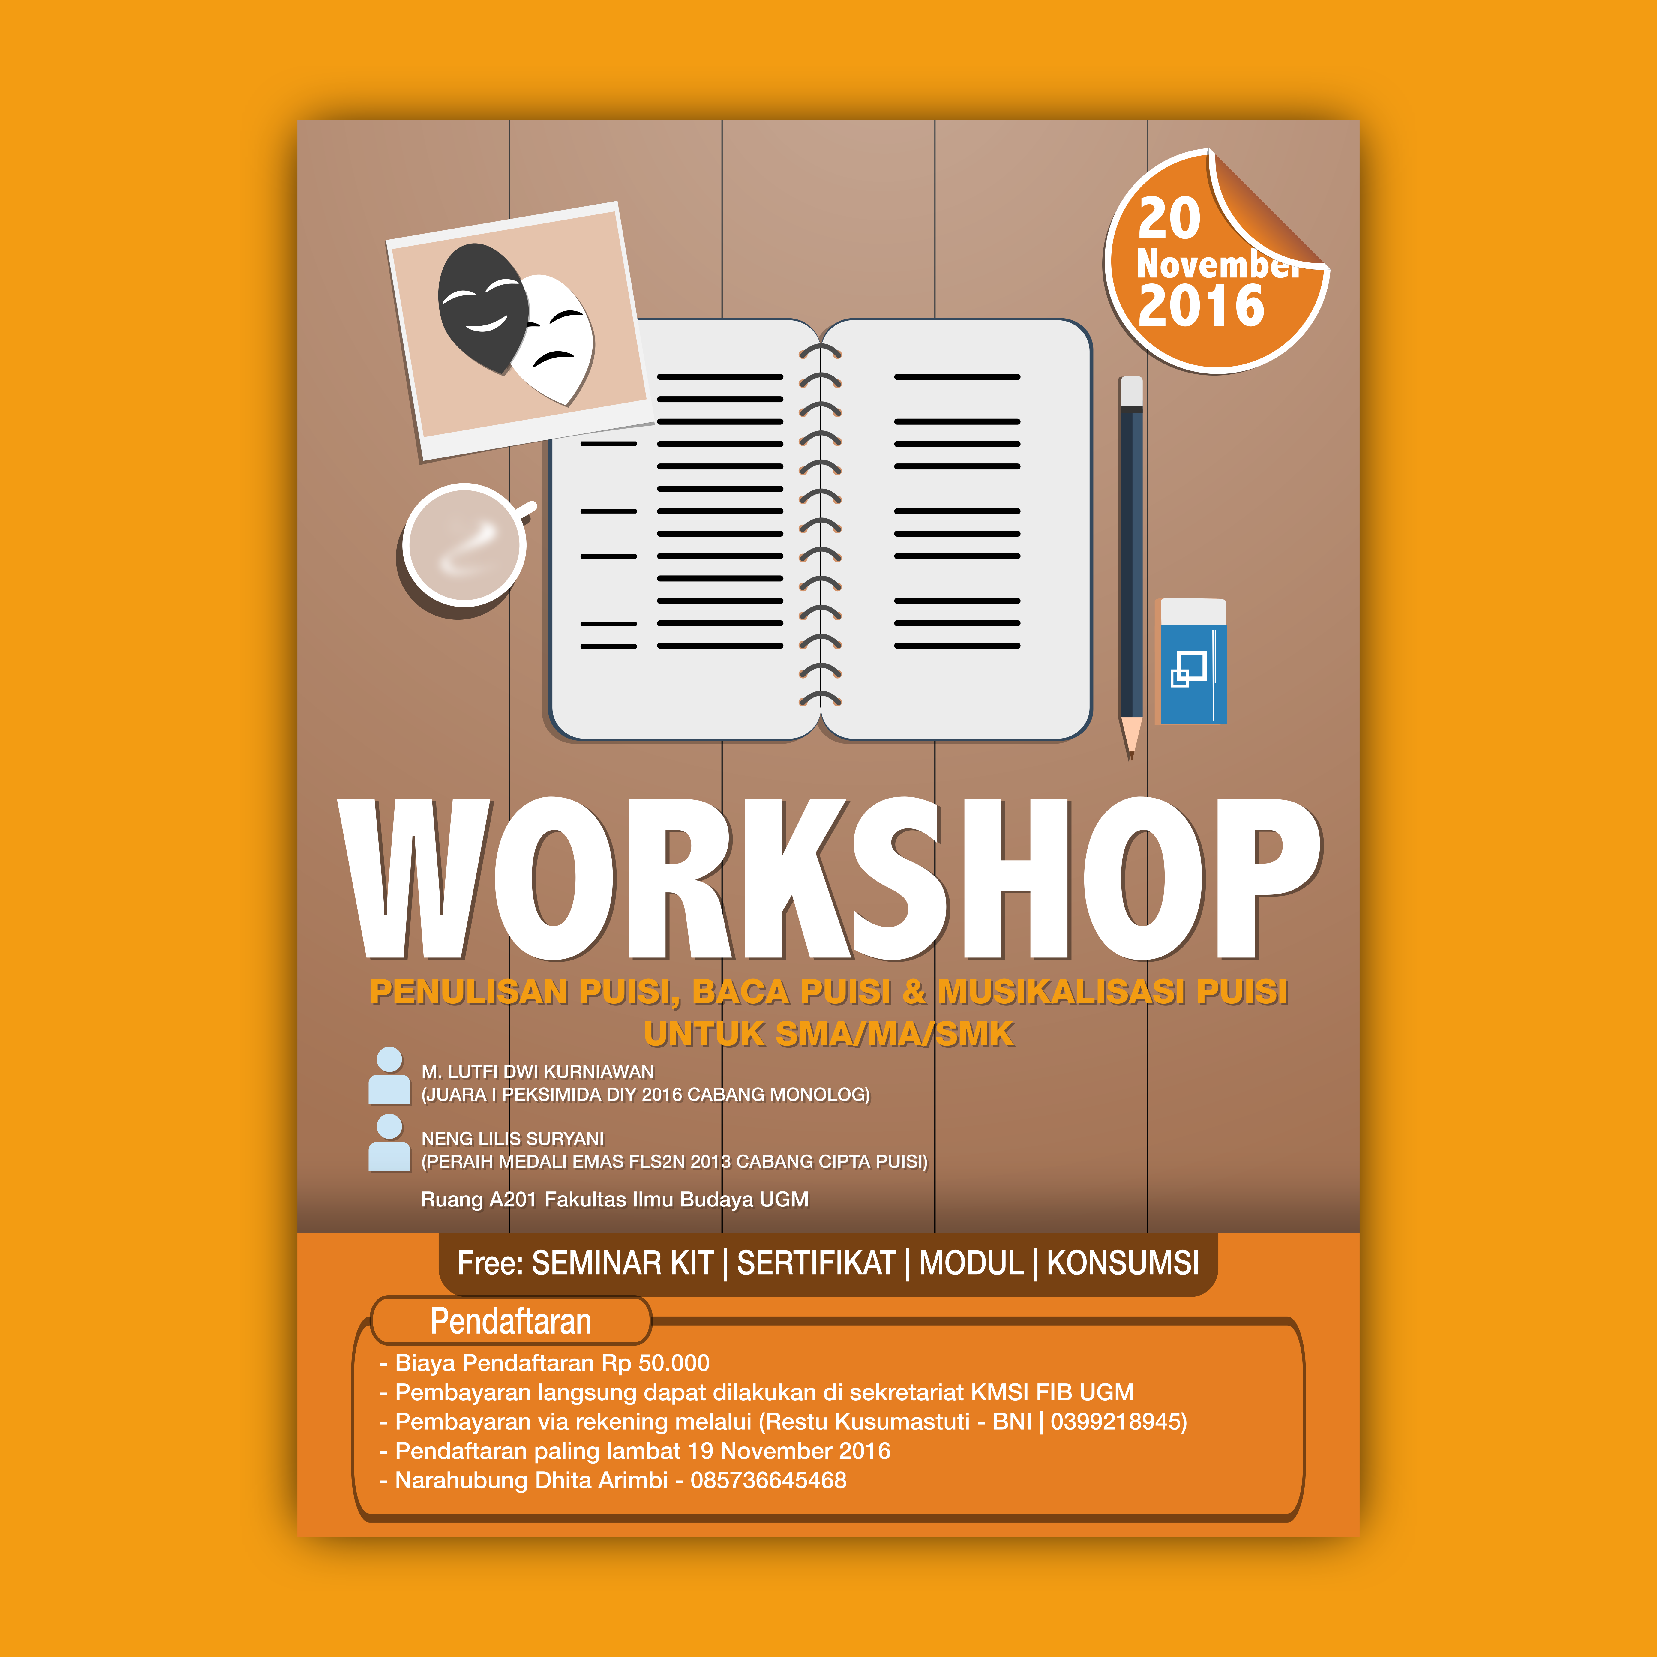 20
November
2016
WORKSHOP
PENULISAN PUISI, BACA PUISI & MUSIKALISASI PUISI
UNTUK SMA/MA/SMK
M. LUTFI DWI KURNIAWAN
(JUARA I PEKSIMIDA DIY 2016 CABANG MONOLOG)
NENG LILIS SURYANI
(PERAIH MEDALI EMAS FLS2N 2013 CABANG CIPTA PUISI)
Ruang A201 Fakultas Ilmu Budaya UGM
Free: SEMINAR KIT | SERTIFIKAT | MODUL | KONSUMSI
Pendaftaran
- Biaya Pendaftaran Rp 50.000
- Pembayaran langsung dapat dilakukan di sekretariat KMSI FIB UGM
- Pembayaran via rekening melalui (Restu Kusumastuti - BNI | 0399218945)
- Pendaftaran paling lambat 19 November 2016
- Narahubung Dhita Arimbi - 085736645468